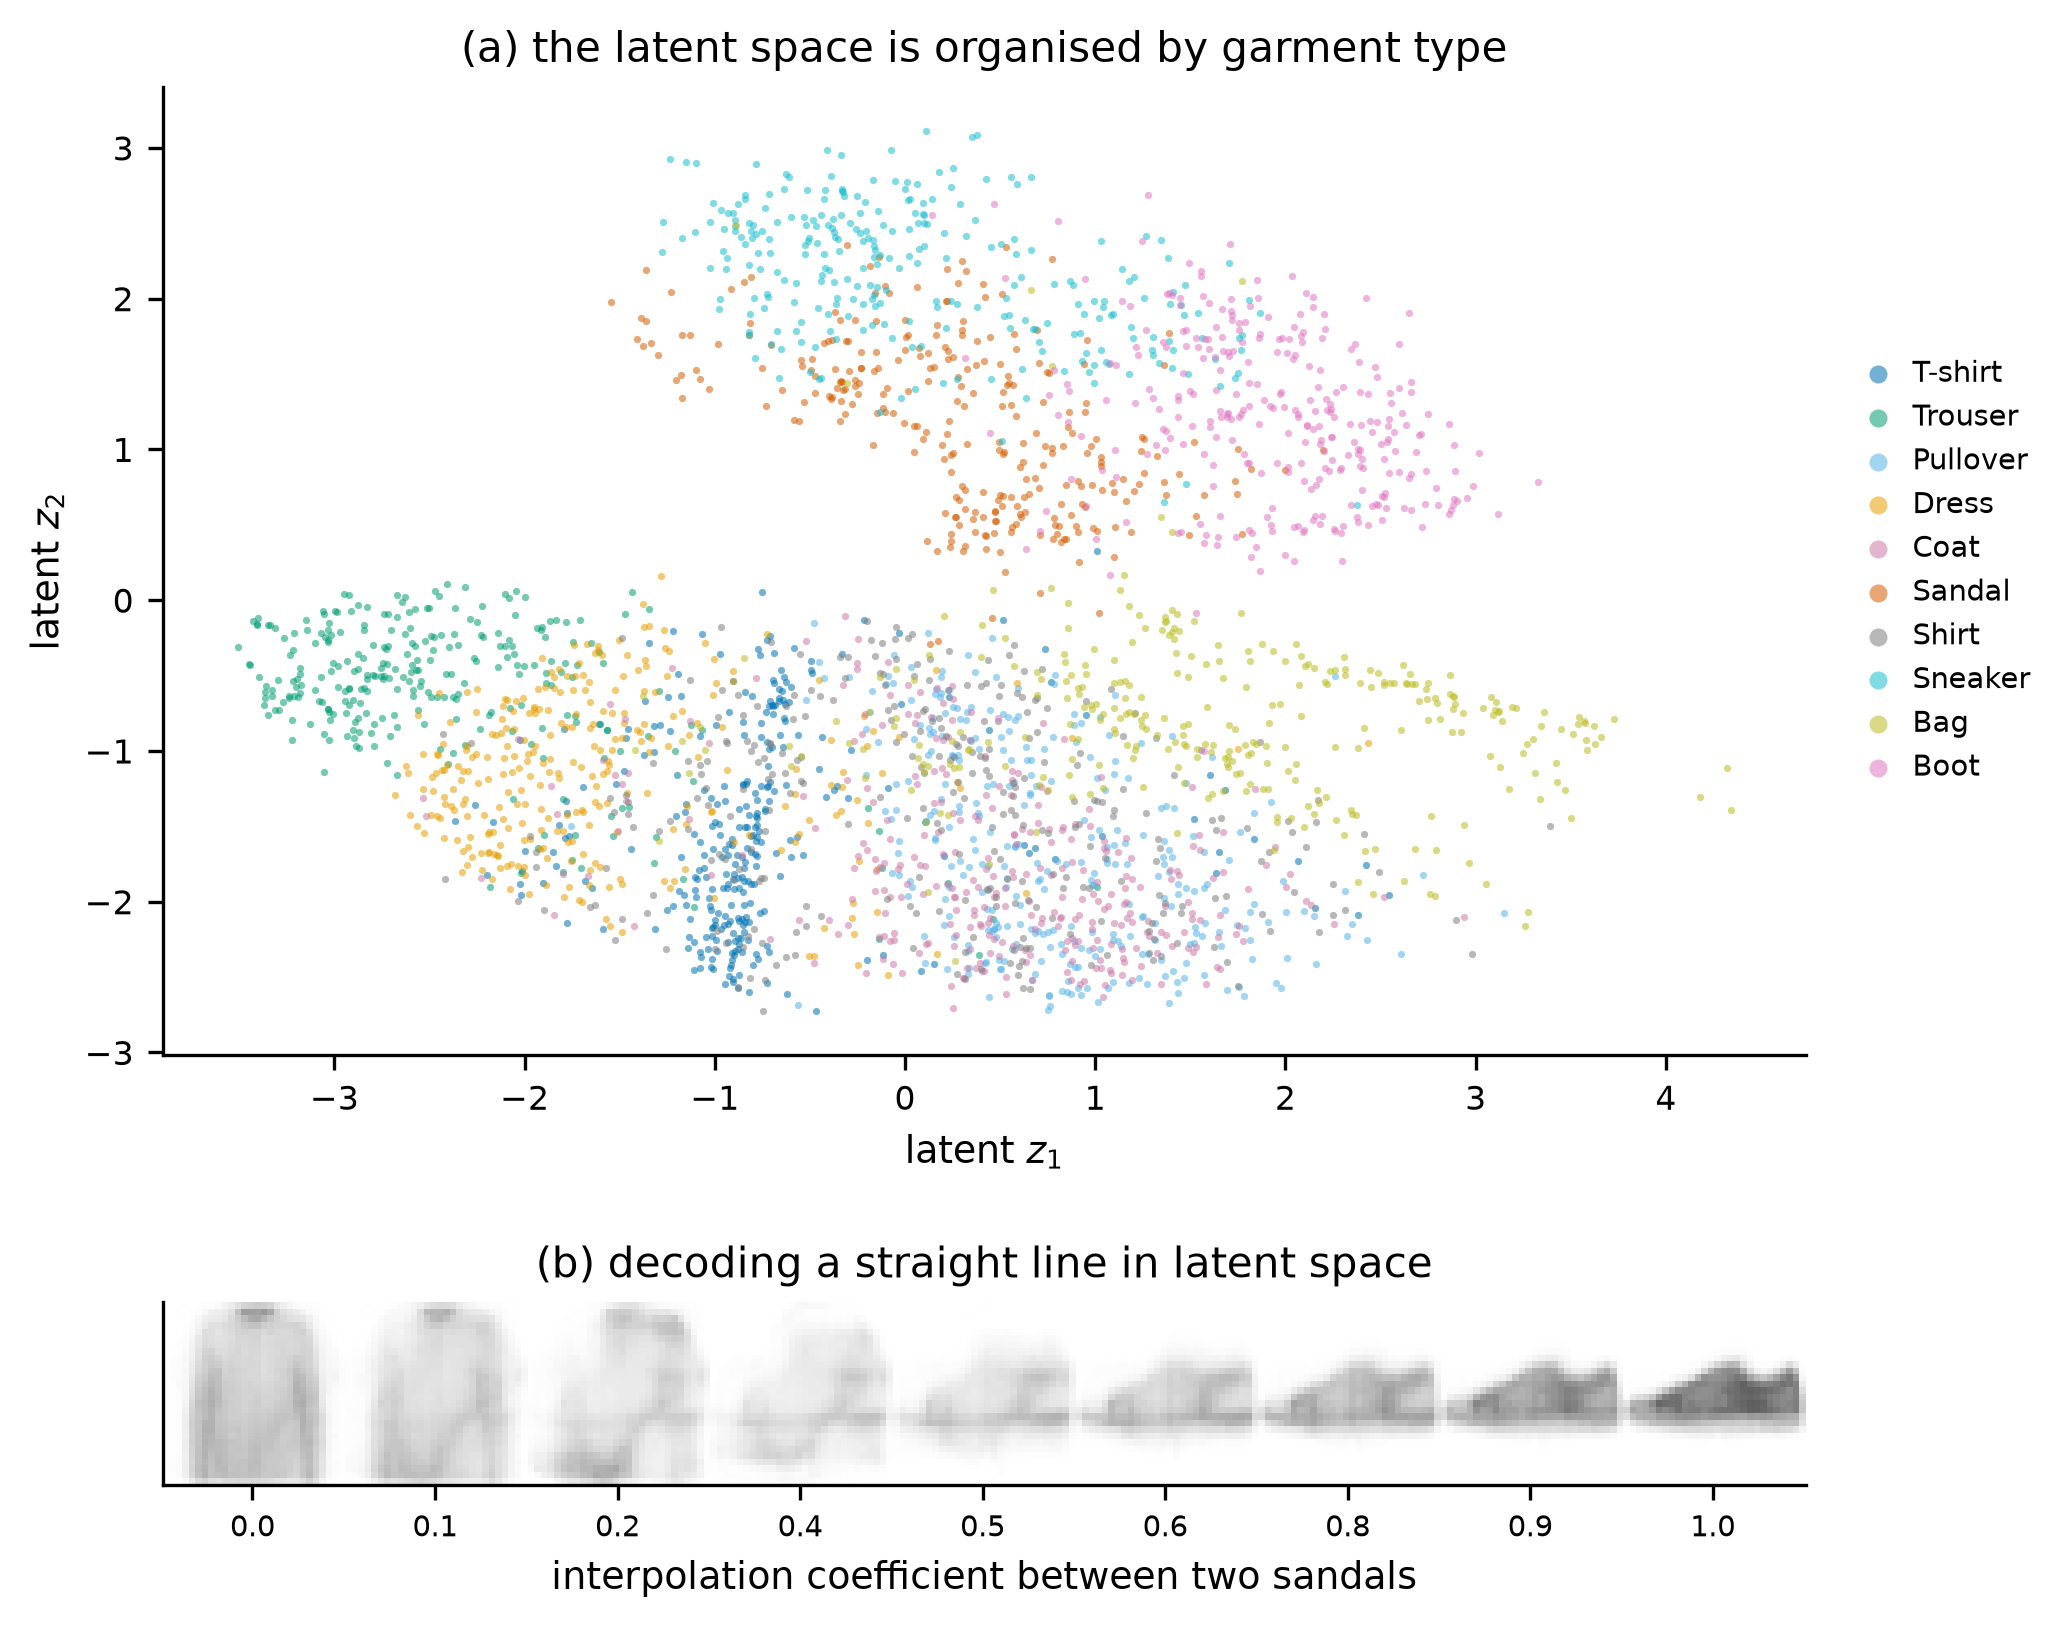 (a) the latent space is organised by garment type
latent z₂
3
2
1
0
−1
−2
−3
−3 −2 −1 0 1 2 3 4
latent z₁
T-shirt
Trouser
Pullover
Dress
Coat
Sandal
Shirt
Sneaker
Bag
Boot
(b) decoding a straight line in latent space
0.0 0.1 0.2 0.4 0.5 0.6 0.8 0.9 1.0
interpolation coefficient between two sandals